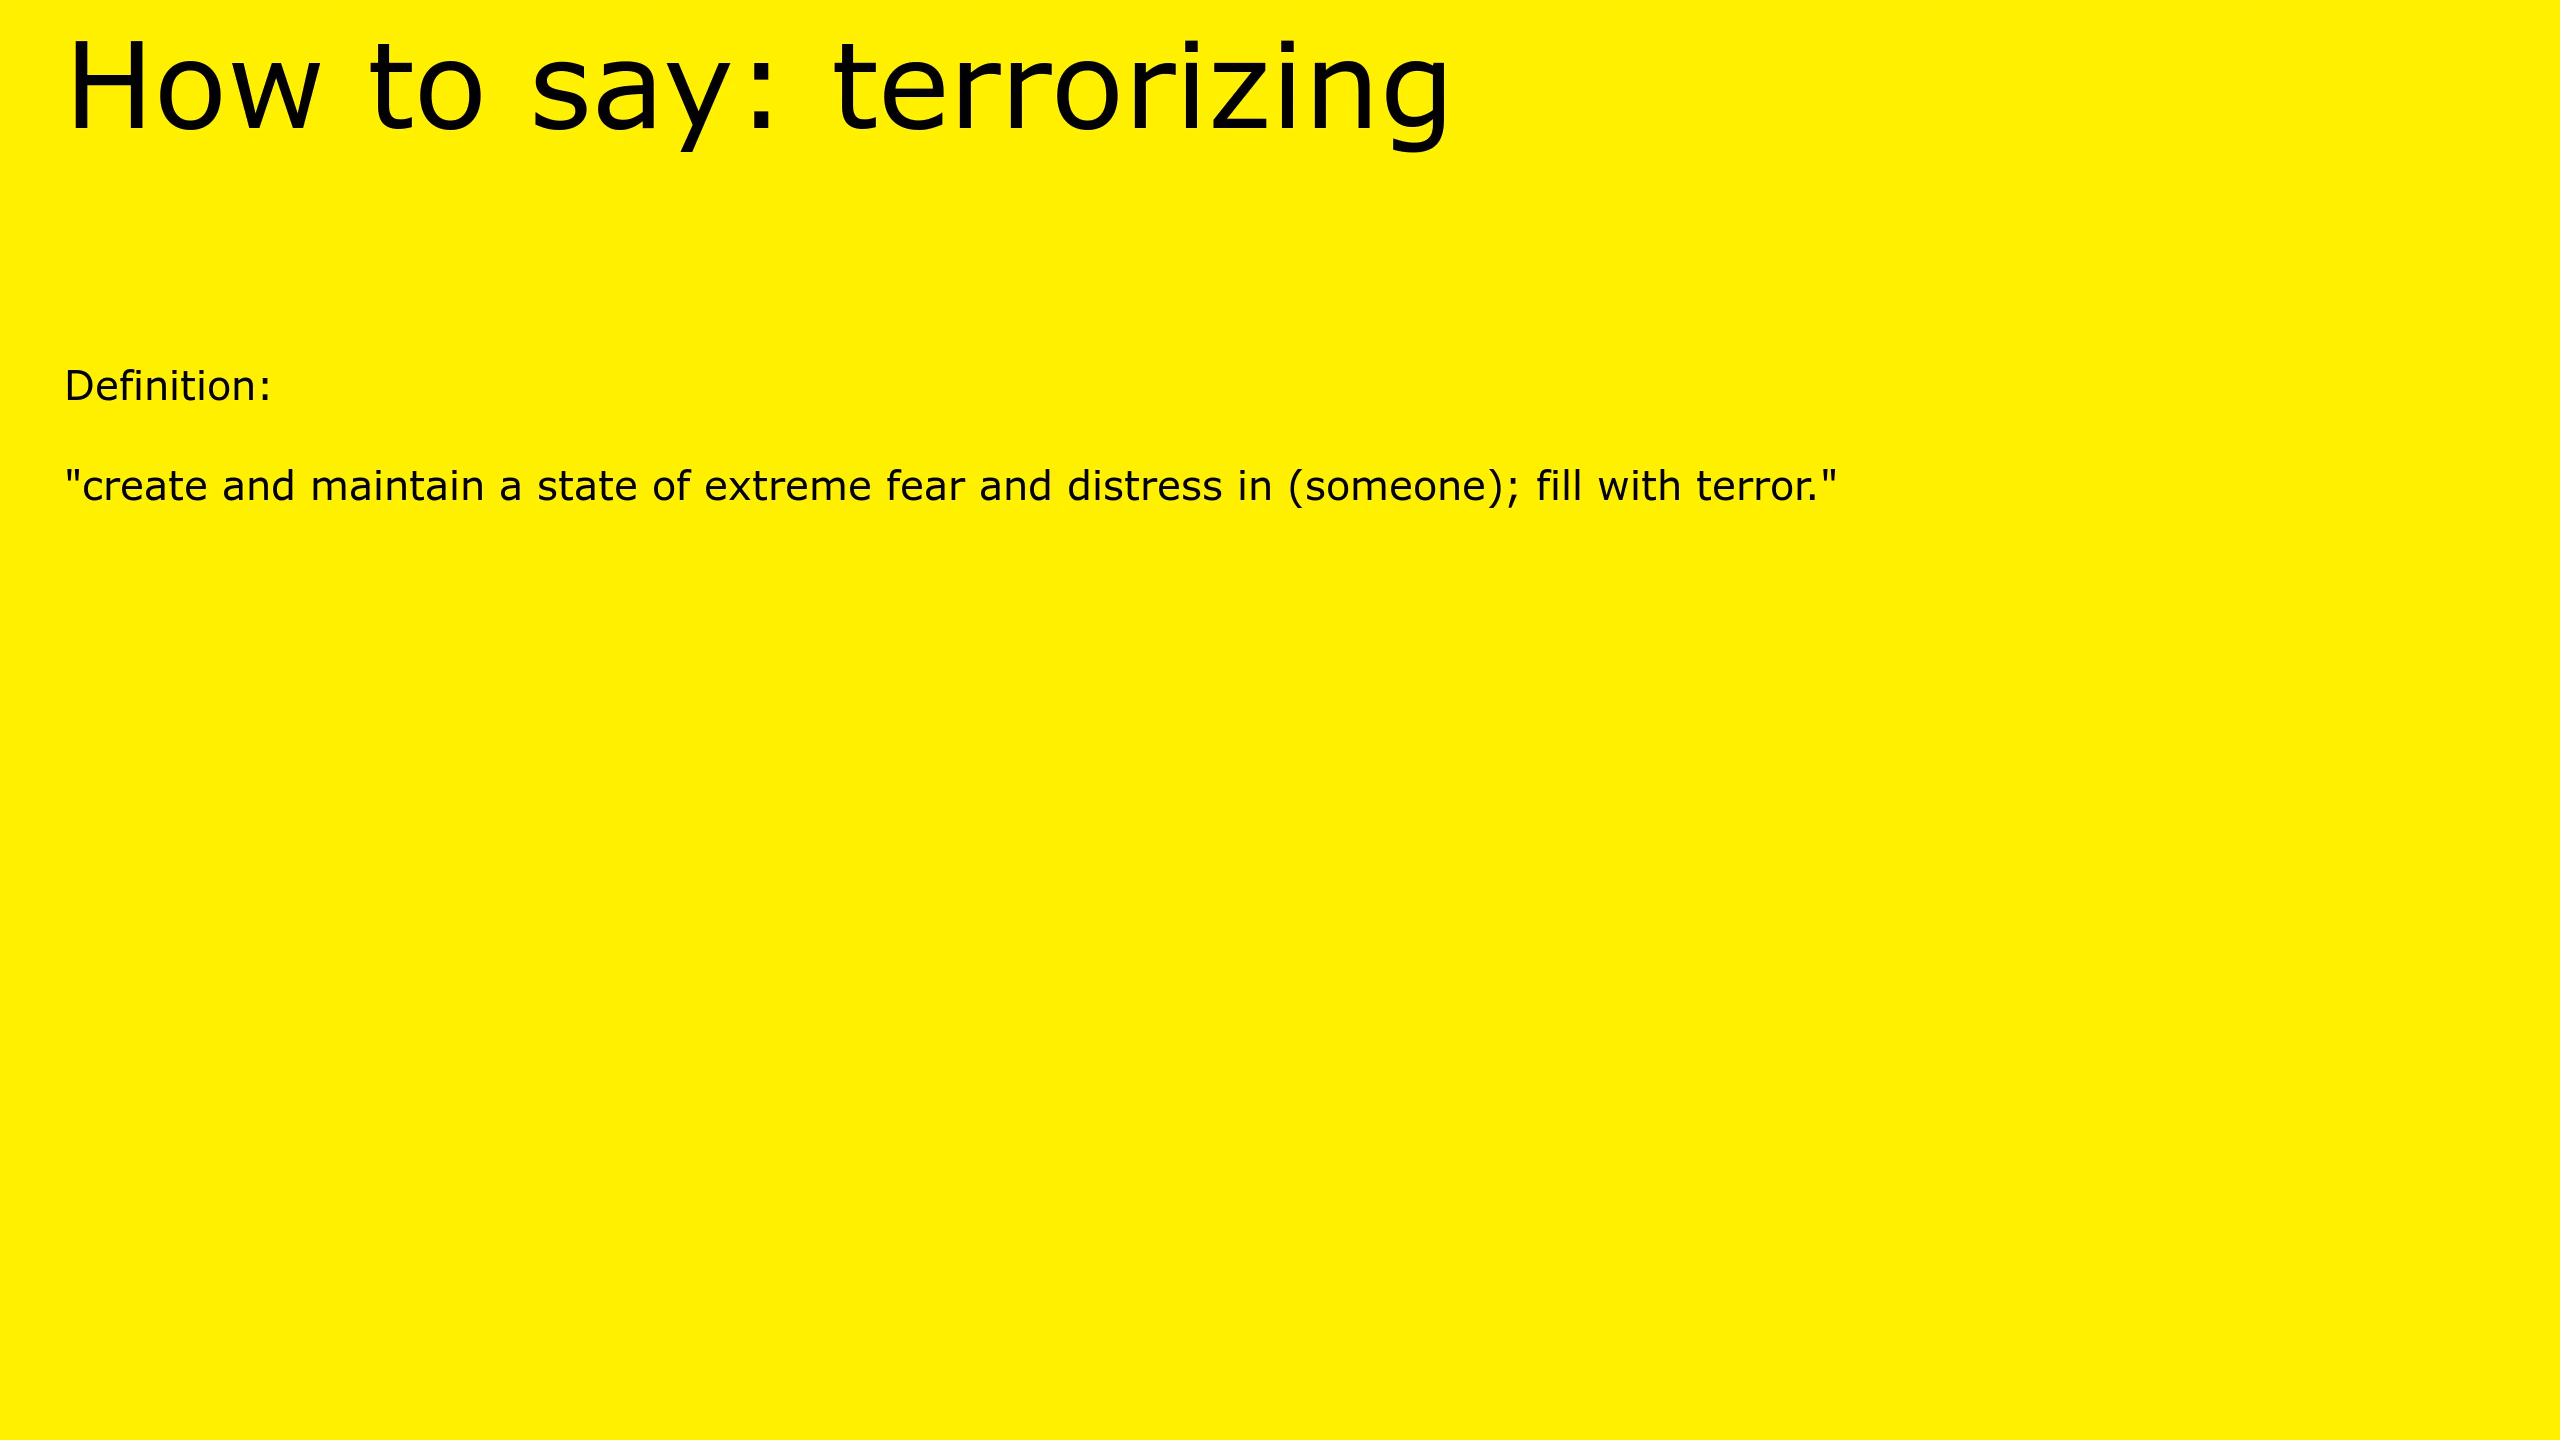 How to say: terrorizing
Definition:
"create and maintain a state of extreme fear and distress in (someone); fill with terror."